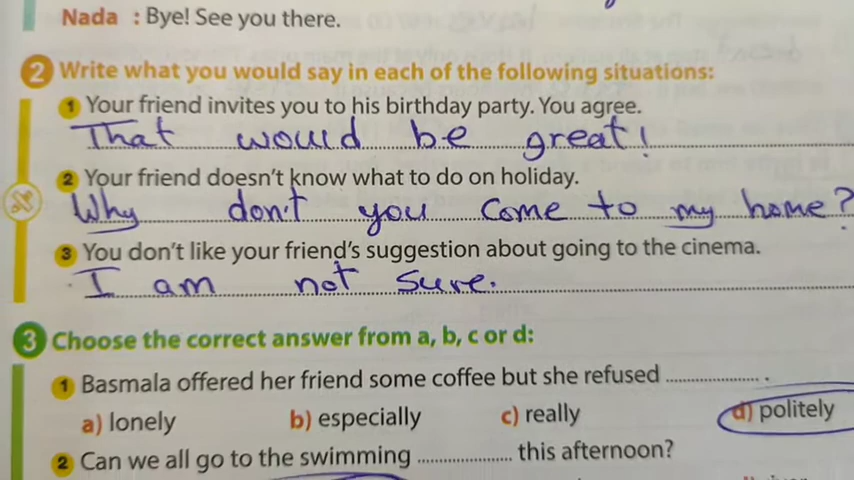 Nada : Bye! See you there.
2 Write what you would say in each of the following situations:
1 Your friend invites you to his birthday party. You agree.
That would be great!
2 Your friend doesn't know what to do on holiday.
Why don't you come to my home?
3 You don't like your friend's suggestion about going to the cinema.
I am not sure.
3 Choose the correct answer from a, b, c or d:
1 Basmala offered her friend some coffee but she refused .................... .
a) lonely b) especially c) really d) politely
2 Can we all go to the swimming .................... this afternoon?